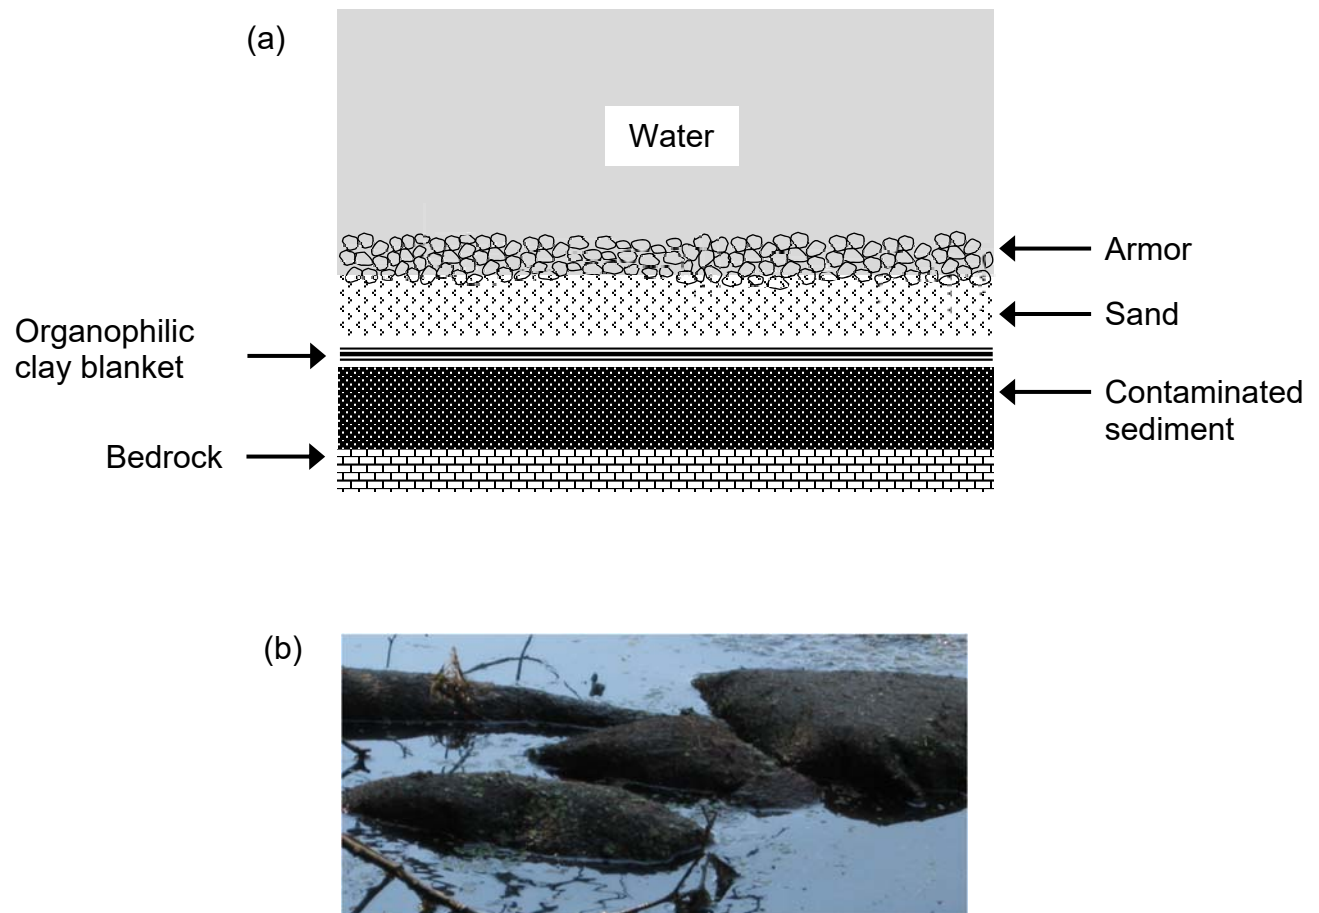 (a)
Water
Armor
Sand
Organophilic
clay blanket
Contaminated
sediment
Bedrock
(b)